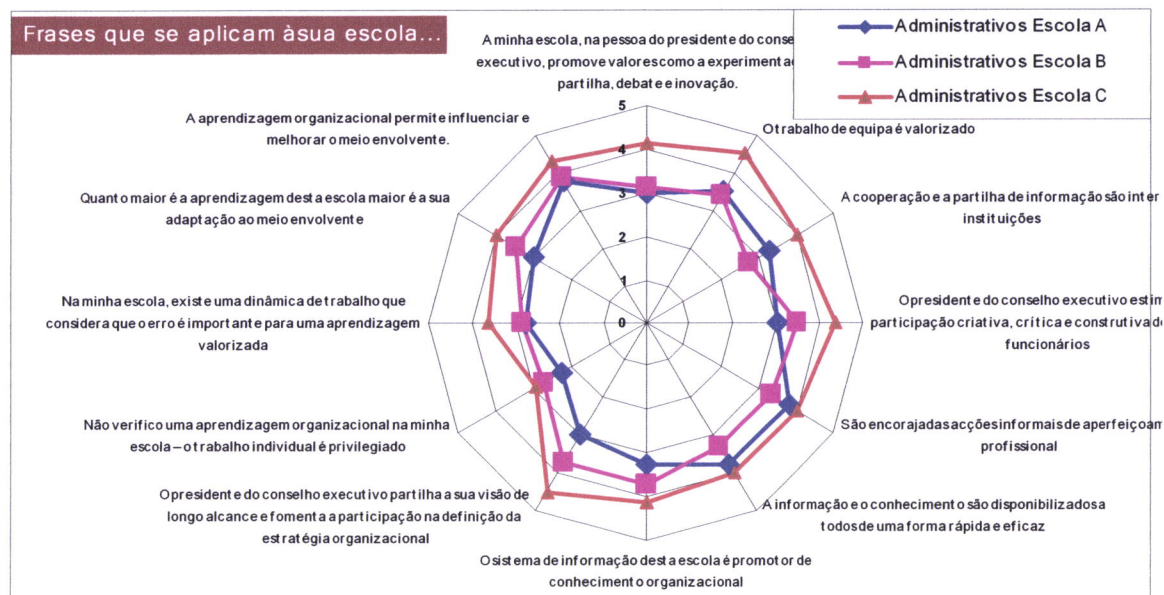 Frases que se aplicam àsua escola...
A minha escola, na pessoa do presidente do conse
executivo, promove valores como a experimentaç
partilha, debate e inovação.
Administrativos Escola A
Administrativos Escola B
Administrativos Escola C
O trabalho de equipa é valorizado
A cooperação e a partilha de informação são inter
instituições
O presidente do conselho executivo estim
participação criativa, crítica e construtiva d
funcionários
São encorajadas acções informais de aperfeiçoam
profissional
A informação e o conhecimento são disponibilizados a
todos de uma forma rápida e eficaz
O sistema de informação desta escola é promotor de
conhecimento organizacional
O presidente do conselho executivo partilha a sua visão de
longo alcance e fomenta a participação na definição da
estratégia organizacional
Não verifico uma aprendizagem organizacional na minha
escola – o trabalho individual é privilegiado
Na minha escola, existe uma dinâmica de trabalho que
considera que o erro é importante para uma aprendizagem
valorizada
Quanto maior é a aprendizagem desta escola maior é a sua
adaptação ao meio envolvente
A aprendizagem organizacional permite influenciar e
melhorar o meio envolvente.
5
4
3
2
1
0